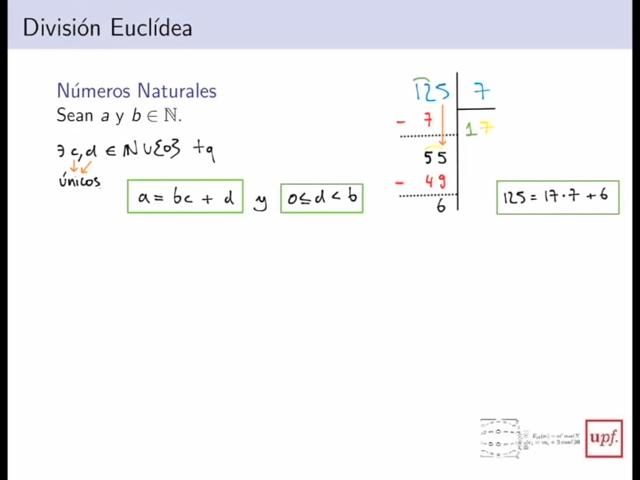 División Euclídea
Números Naturales
Sean a y b ∈ ℕ.
∃ c,d ∈ ℕ ∪ {0} tq
únicos
a = bc + d y 0 ≤ d < b
125 7
- 7 17
55
- 49
6
125 = 17·7 + 6
upf.